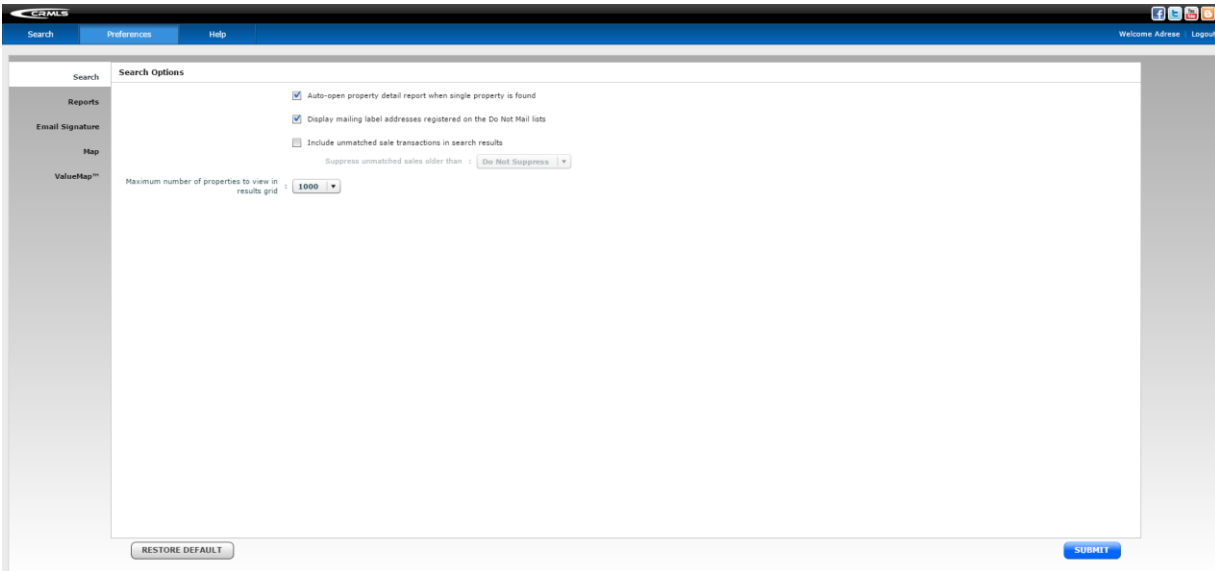 CRMLS
Search Preferences Help Welcome Adrese | Logout
Search
Reports
Email Signature
Map
ValueMap™
Search Options
Auto-open property detail report when single property is found
Display mailing label addresses registered on the Do Not Mail lists
Include unmatched sale transactions in search results
Suppress unmatched sales older than : Do Not Suppress
Maximum number of properties to view in
results grid : 1000
RESTORE DEFAULT SUBMIT